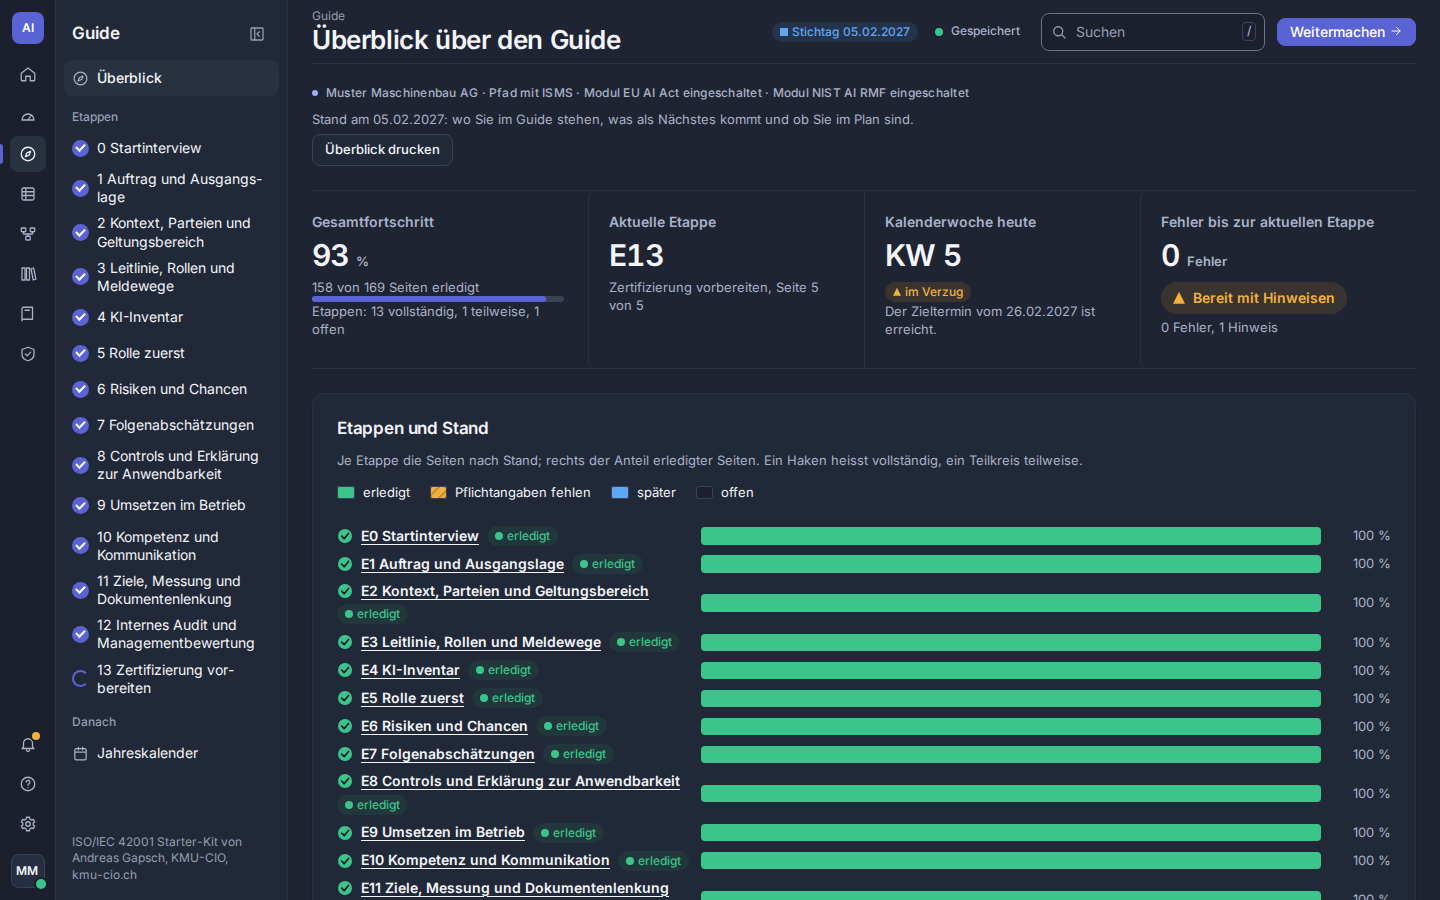 AI
Guide
Überblick
Etappen
0 Startinterview
1 Auftrag und Ausgangs-
lage
2 Kontext, Parteien und
Geltungsbereich
3 Leitlinie, Rollen und
Meldewege
4 KI-Inventar
5 Rolle zuerst
6 Risiken und Chancen
7 Folgenabschätzungen
8 Controls und Erklärung
zur Anwendbarkeit
9 Umsetzen im Betrieb
10 Kompetenz und
Kommunikation
11 Ziele, Messung und
Dokumentenlenkung
12 Internes Audit und
Managementbewertung
13 Zertifizierung vor-
bereiten
Danach
Jahreskalender
ISO/IEC 42001 Starter-Kit von
Andreas Gapsch, KMU-CIO,
kmu-cio.ch
MM
Guide
Überblick über den Guide
Stichtag 05.02.2027
Gespeichert
Suchen /
Weitermachen →
Muster Maschinenbau AG · Pfad mit ISMS · Modul EU AI Act eingeschaltet · Modul NIST AI RMF eingeschaltet
Stand am 05.02.2027: wo Sie im Guide stehen, was als Nächstes kommt und ob Sie im Plan sind.
Überblick drucken
Gesamtfortschritt
93 %
158 von 169 Seiten erledigt
Etappen: 13 vollständig, 1 teilweise, 1
offen
Aktuelle Etappe
E13
Zertifizierung vorbereiten, Seite 5
von 5
Kalenderwoche heute
KW 5
im Verzug
Der Zieltermin vom 26.02.2027 ist
erreicht.
Fehler bis zur aktuellen Etappe
0 Fehler
Bereit mit Hinweisen
0 Fehler, 1 Hinweis
Etappen und Stand
Je Etappe die Seiten nach Stand; rechts der Anteil erledigter Seiten. Ein Haken heisst vollständig, ein Teilkreis teilweise.
erledigt Pflichtangaben fehlen später offen
E0 Startinterview erledigt 100 %
E1 Auftrag und Ausgangslage erledigt 100 %
E2 Kontext, Parteien und Geltungsbereich
erledigt 100 %
E3 Leitlinie, Rollen und Meldewege erledigt 100 %
E4 KI-Inventar erledigt 100 %
E5 Rolle zuerst erledigt 100 %
E6 Risiken und Chancen erledigt 100 %
E7 Folgenabschätzungen erledigt 100 %
E8 Controls und Erklärung zur Anwendbarkeit
erledigt 100 %
E9 Umsetzen im Betrieb erledigt 100 %
E10 Kompetenz und Kommunikation erledigt 100 %
E11 Ziele, Messung und Dokumentenlenkung
100 %